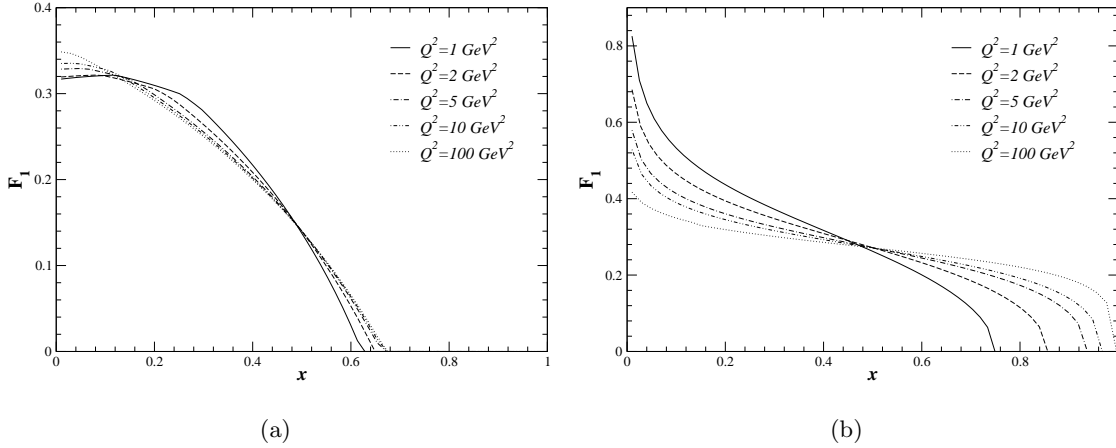 0.4
0.3
0.2
0.1
0
F₁
0
0.2
0.4
0.6
0.8
1
x
Q²=1 GeV²
Q²=2 GeV²
Q²=5 GeV²
Q²=10 GeV²
Q²=100 GeV²
(a)
0.8
0.6
0.4
0.2
0
F₁
0
0.2
0.4
0.6
0.8
x
Q²=1 GeV²
Q²=2 GeV²
Q²=5 GeV²
Q²=10 GeV²
Q²=100 GeV²
(b)